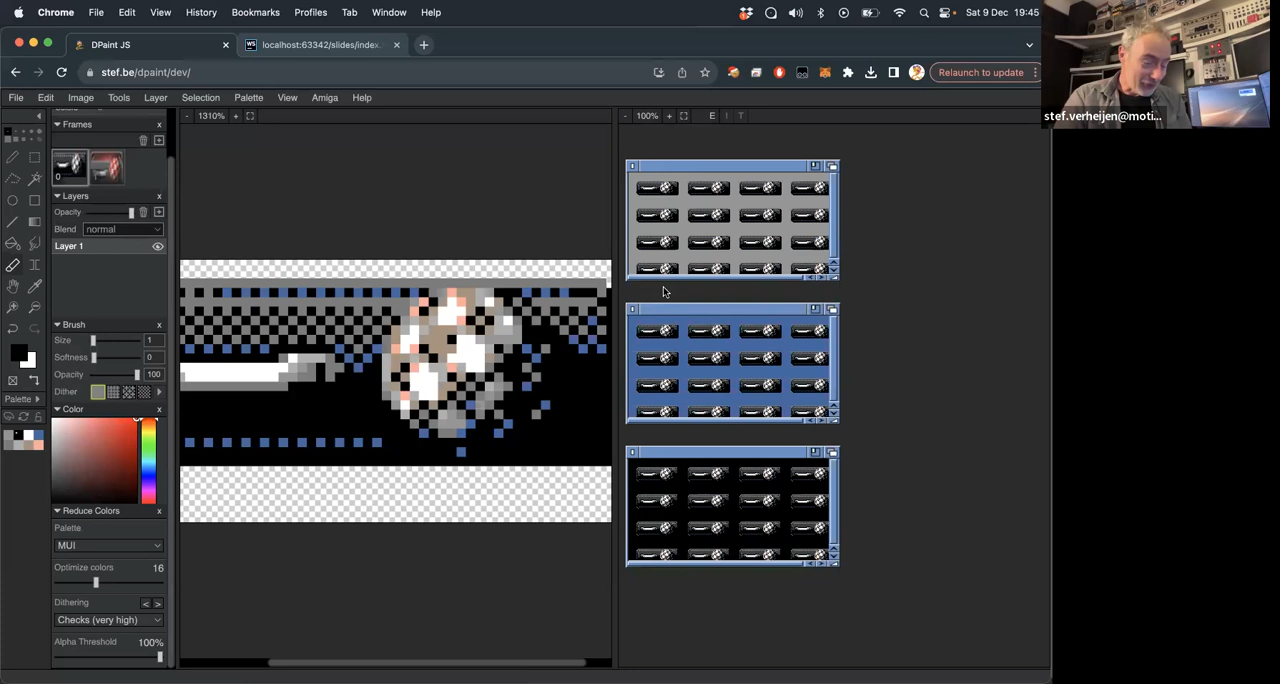 Chrome File Edit View History Bookmarks Profiles Tab Window Help Sat 9 Dec 19:45
DPaint JS × WS localhost:63342/slides/index. × +
stef.be/dpaint/dev/ Relaunch to update
stef.verheijen@moti...
File Edit Image Tools Layer Selection Palette View Amiga Help
- 1310% + - 100% + E I T
Frames x
0
Layers x
Opacity
Blend normal
Layer 1
Brush x
Size 1
Softness 0
Opacity 100
Dither
Palette
Color x
Reduce Colors x
Palette
MUI
Optimize colors 16
Dithering < >
Checks (very high)
Alpha Threshold 100%